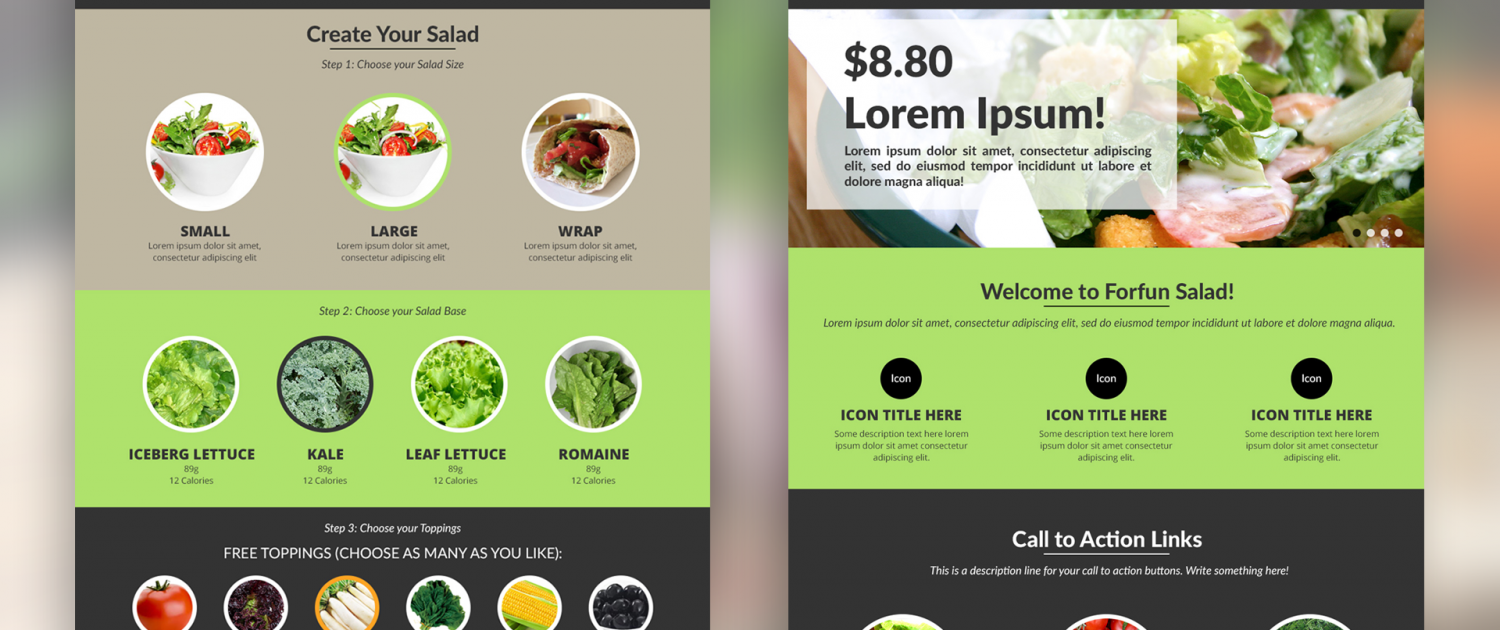 Create Your Salad
Step 1: Choose your Salad Size
SMALL
Lorem ipsum dolor sit amet,
consectetur adipiscing elit
LARGE
Lorem ipsum dolor sit amet,
consectetur adipiscing elit
WRAP
Lorem ipsum dolor sit amet,
consectetur adipiscing elit
Step 2: Choose your Salad Base
ICEBERG LETTUCE
89g
12 Calories
KALE
89g
12 Calories
LEAF LETTUCE
89g
12 Calories
ROMAINE
89g
12 Calories
Step 3: Choose your Toppings
FREE TOPPINGS (CHOOSE AS MANY AS YOU LIKE):
$8.80
Lorem Ipsum!
Lorem ipsum dolor sit amet, consectetur adipiscing
elit, sed do eiusmod tempor incididunt ut labore et
dolore magna aliqua!
Welcome to Forfun Salad!
Lorem ipsum dolor sit amet, consectetur adipiscing elit, sed do eiusmod tempor incididunt ut labore et dolore magna aliqua.
Icon
ICON TITLE HERE
Some description text here lorem
ipsum dolor sit amet consectetur
adipiscing elit.
Icon
ICON TITLE HERE
Some description text here lorem
ipsum dolor sit amet consectetur
adipiscing elit.
Icon
ICON TITLE HERE
Some description text here lorem
ipsum dolor sit amet consectetur
adipiscing elit.
Call to Action Links
This is a description line for your call to action buttons. Write something here!